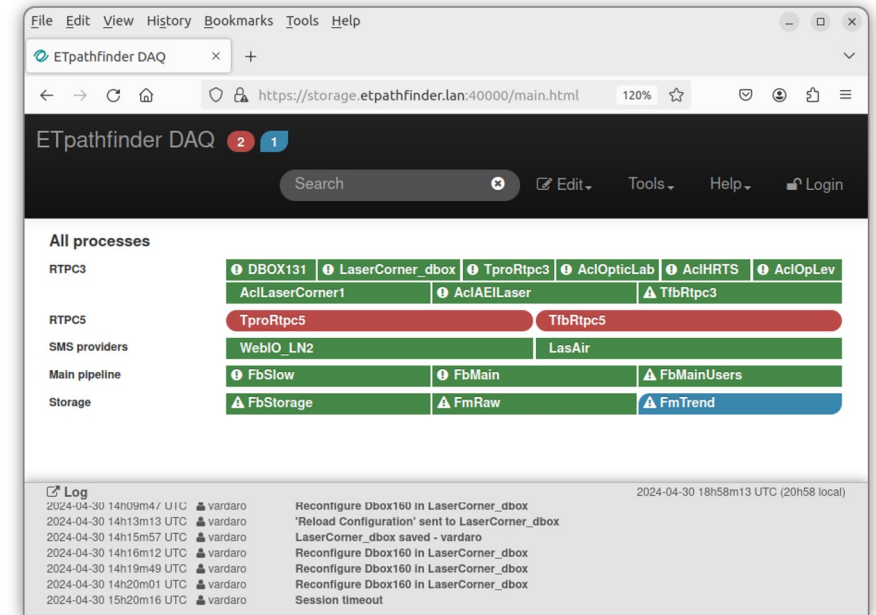 File Edit View History Bookmarks Tools Help
ETpathfinder DAQ
https://storage.etpathfinder.lan:40000/main.html 120%
ETpathfinder DAQ 2 1
Search Edit Tools Help Login
All processes
RTPC3 DBOX131 LaserCorner_dbox TproRtpc3 AclOpticLab AclHRTS AclOpLev
AclLaserCorner1 AclAEILaser TfbRtpc3
RTPC5 TproRtpc5 TfbRtpc5
SMS providers WebIO_LN2 LasAir
Main pipeline FbSlow FbMain FbMainUsers
Storage FbStorage FmRaw FmTrend
Log 2024-04-30 18h58m13 UTC (20h58 local)
2024-04-30 14h09m47 UTC vardaro Reconfigure Dbox160 in LaserCorner_dbox
2024-04-30 14h13m13 UTC vardaro 'Reload Configuration' sent to LaserCorner_dbox
2024-04-30 14h15m57 UTC vardaro LaserCorner_dbox saved - vardaro
2024-04-30 14h16m12 UTC vardaro Reconfigure Dbox160 in LaserCorner_dbox
2024-04-30 14h19m49 UTC vardaro Reconfigure Dbox160 in LaserCorner_dbox
2024-04-30 14h20m01 UTC vardaro Reconfigure Dbox160 in LaserCorner_dbox
2024-04-30 15h20m16 UTC vardaro Session timeout